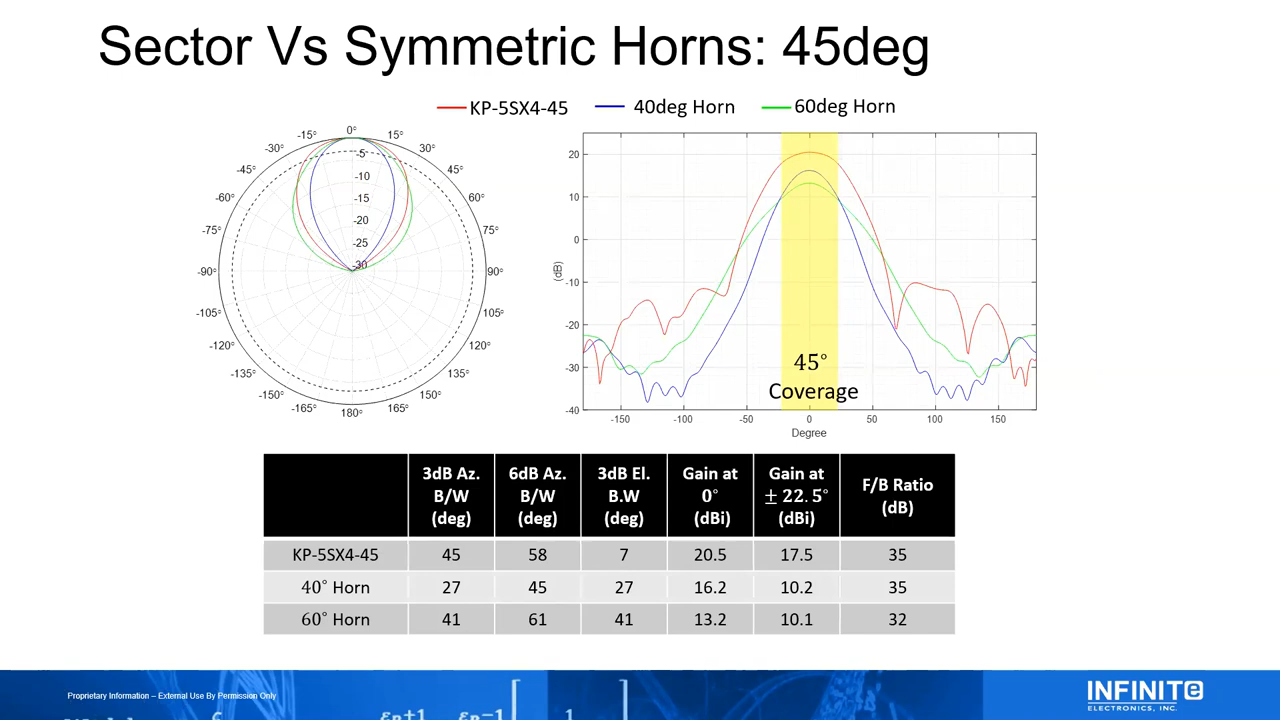 Sector Vs Symmetric Horns: 45deg
KP-5SX4-45 40deg Horn 60deg Horn
0°
-15° 15°
-30° 30°
-45° 45°
-60° 60°
-75° 75°
-90° 90°
-105° 105°
-120° 120°
-135° 135°
-150° 150°
-165° 165°
180°
-5
-10
-15
-20
-25
-30
20
10
0
-10
-20
-30
-40
(dB)
-150 -100 -50 0 50 100 150
Degree
45°
Coverage
3dB Az. B/W (deg) 6dB Az. B/W (deg) 3dB El. B.W (deg) Gain at 0° (dBi) Gain at ± 22.5° (dBi) F/B Ratio (dB)
KP-5SX4-45 45 58 7 20.5 17.5 35
40° Horn 27 45 27 16.2 10.2 35
60° Horn 41 61 41 13.2 10.1 32
Proprietary Information – External Use By Permission Only
INFINITe
ELECTRONICS, INC.